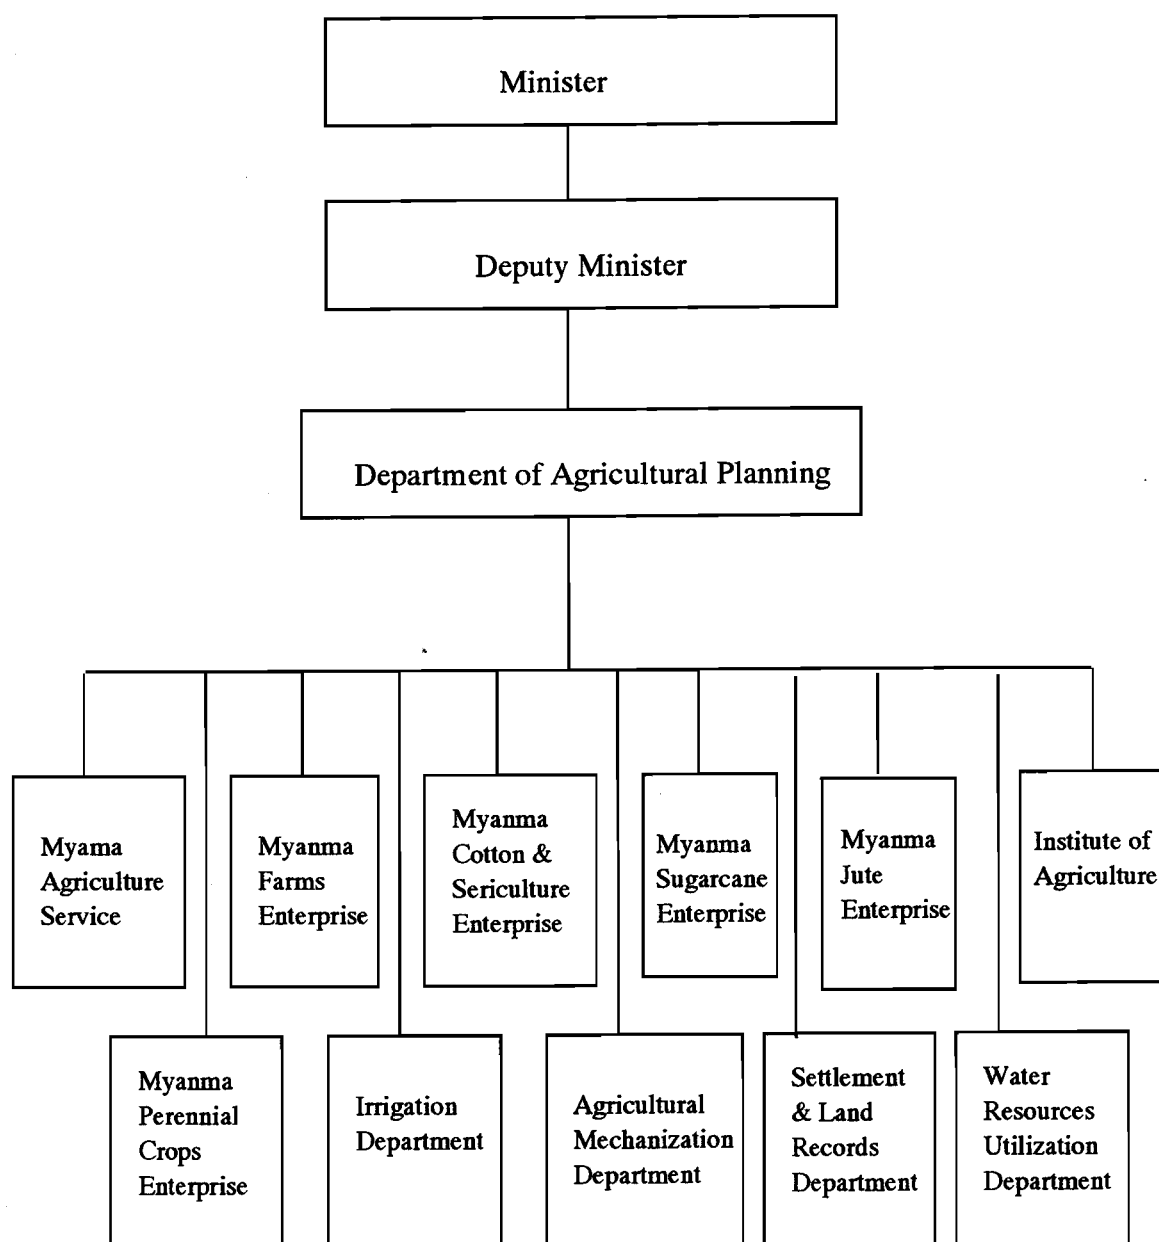 Minister
Deputy Minister
Department of Agricultural Planning
Myama
Agriculture
Service
Myanma
Farms
Enterprise
Myanma
Cotton &
Sericulture
Enterprise
Myanma
Sugarcane
Enterprise
Myanma
Jute
Enterprise
Institute of
Agriculture
Myanma
Perennial
Crops
Enterprise
Irrigation
Department
Agricultural
Mechanization
Department
Settlement
& Land
Records
Department
Water
Resources
Utilization
Department